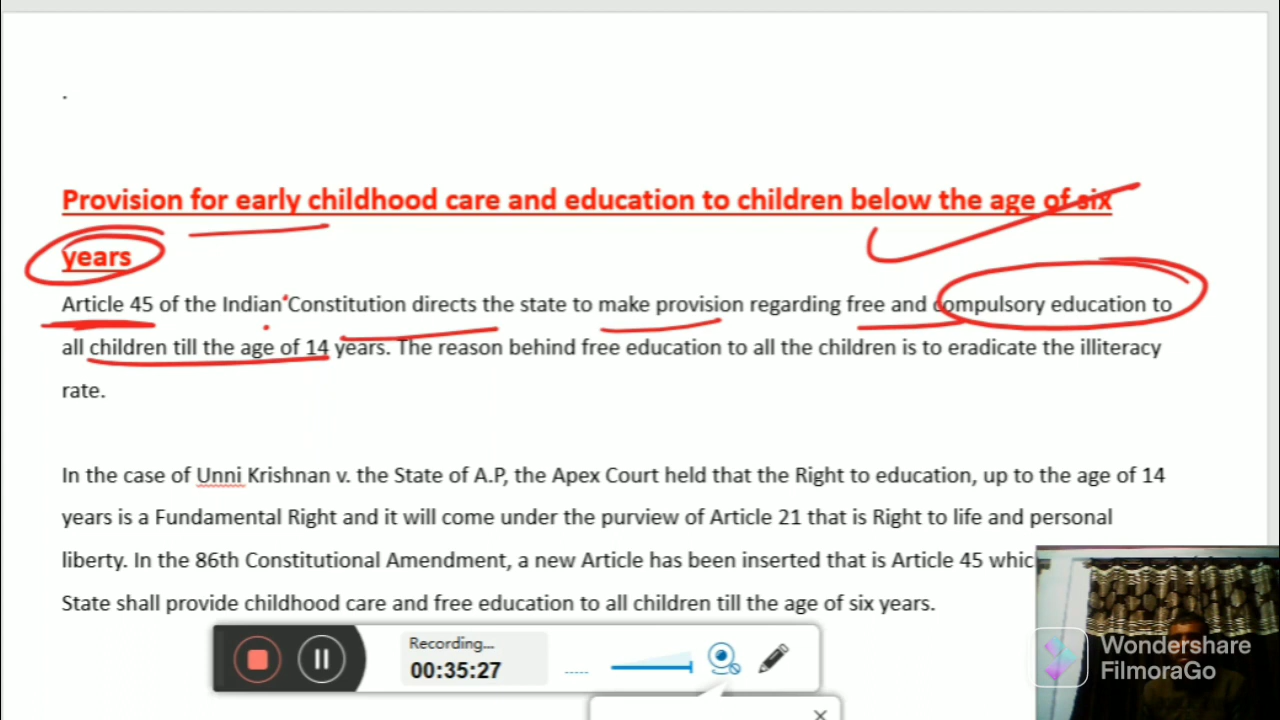 .
Provision for early childhood care and education to children below the age of six
years
Article 45 of the Indian Constitution directs the state to make provision regarding free and compulsory education to
all children till the age of 14 years. The reason behind free education to all the children is to eradicate the illiteracy
rate.
In the case of Unni Krishnan v. the State of A.P, the Apex Court held that the Right to education, up to the age of 14
years is a Fundamental Right and it will come under the purview of Article 21 that is Right to life and personal
liberty. In the 86th Constitutional Amendment, a new Article has been inserted that is Article 45 whic
State shall provide childhood care and free education to all children till the age of six years.
Recording...
00:35:27
Wondershare
FilmoraGo